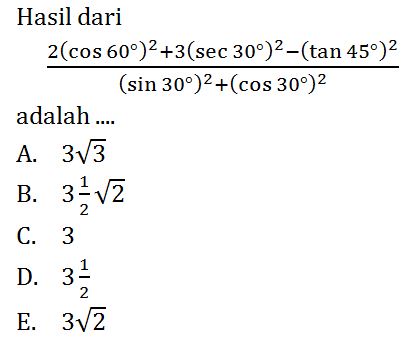 Hasil dari
2(cos 60°)²+3(sec 30°)²−(tan 45°)²
(sin 30°)²+(cos 30°)²
adalah ....
A. 3√3
B. 3 1/2 √2
C. 3
D. 3 1/2
E. 3√2